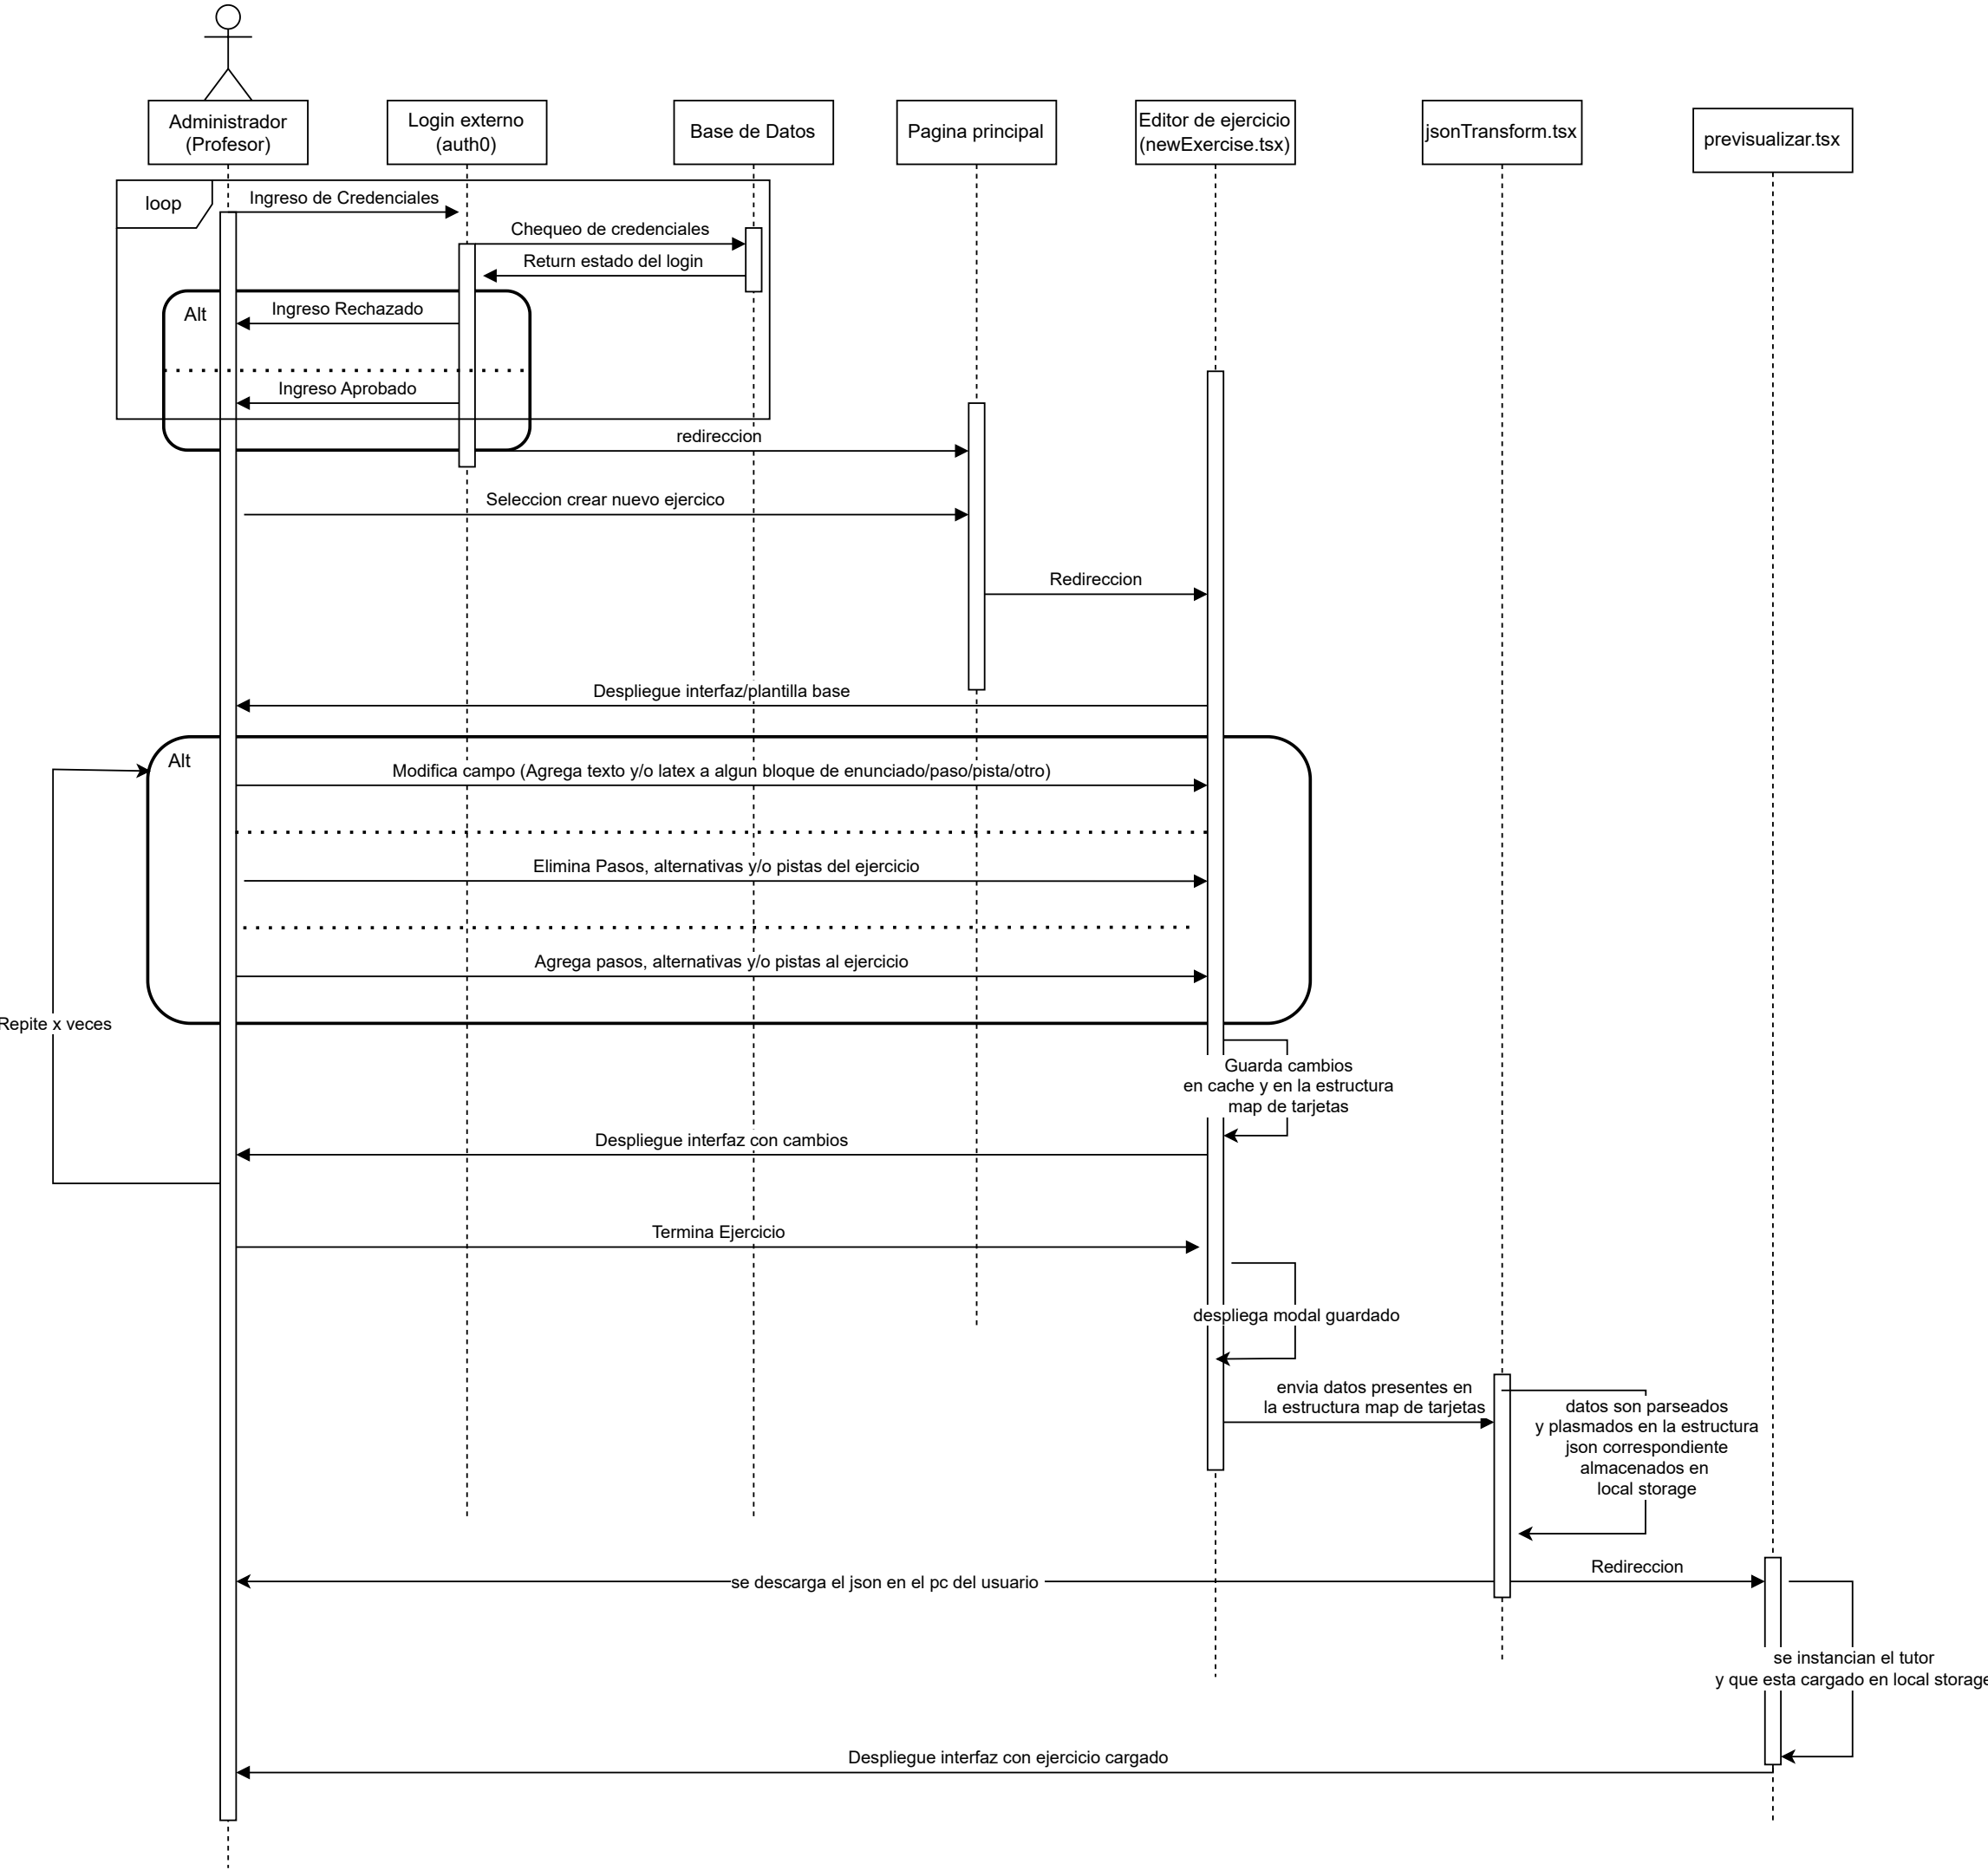 Administrador
(Profesor)
Login externo
(auth0)
Base de Datos
Pagina principal
Editor de ejercicio
(newExercise.tsx)
jsonTransform.tsx
previsualizar.tsx
loop
Ingreso de Credenciales
Chequeo de credenciales
Return estado del login
Alt
Ingreso Rechazado
Ingreso Aprobado
redireccion
Seleccion crear nuevo ejercico
Redireccion
Despliegue interfaz/plantilla base
Alt
Modifica campo (Agrega texto y/o latex a algun bloque de enunciado/paso/pista/otro)
Elimina Pasos, alternativas y/o pistas del ejercicio
Agrega pasos, alternativas y/o pistas al ejercicio
Repite x veces
Guarda cambios
en cache y en la estructura
map de tarjetas
Despliegue interfaz con cambios
Termina Ejercicio
despliega modal guardado
envia datos presentes en
la estructura map de tarjetas
datos son parseados
y plasmados en la estructura
json correspondiente
almacenados en
local storage
se descarga el json en el pc del usuario
Redireccion
se instancian el tutor
y que esta cargado en local storage
Despliegue interfaz con ejercicio cargado